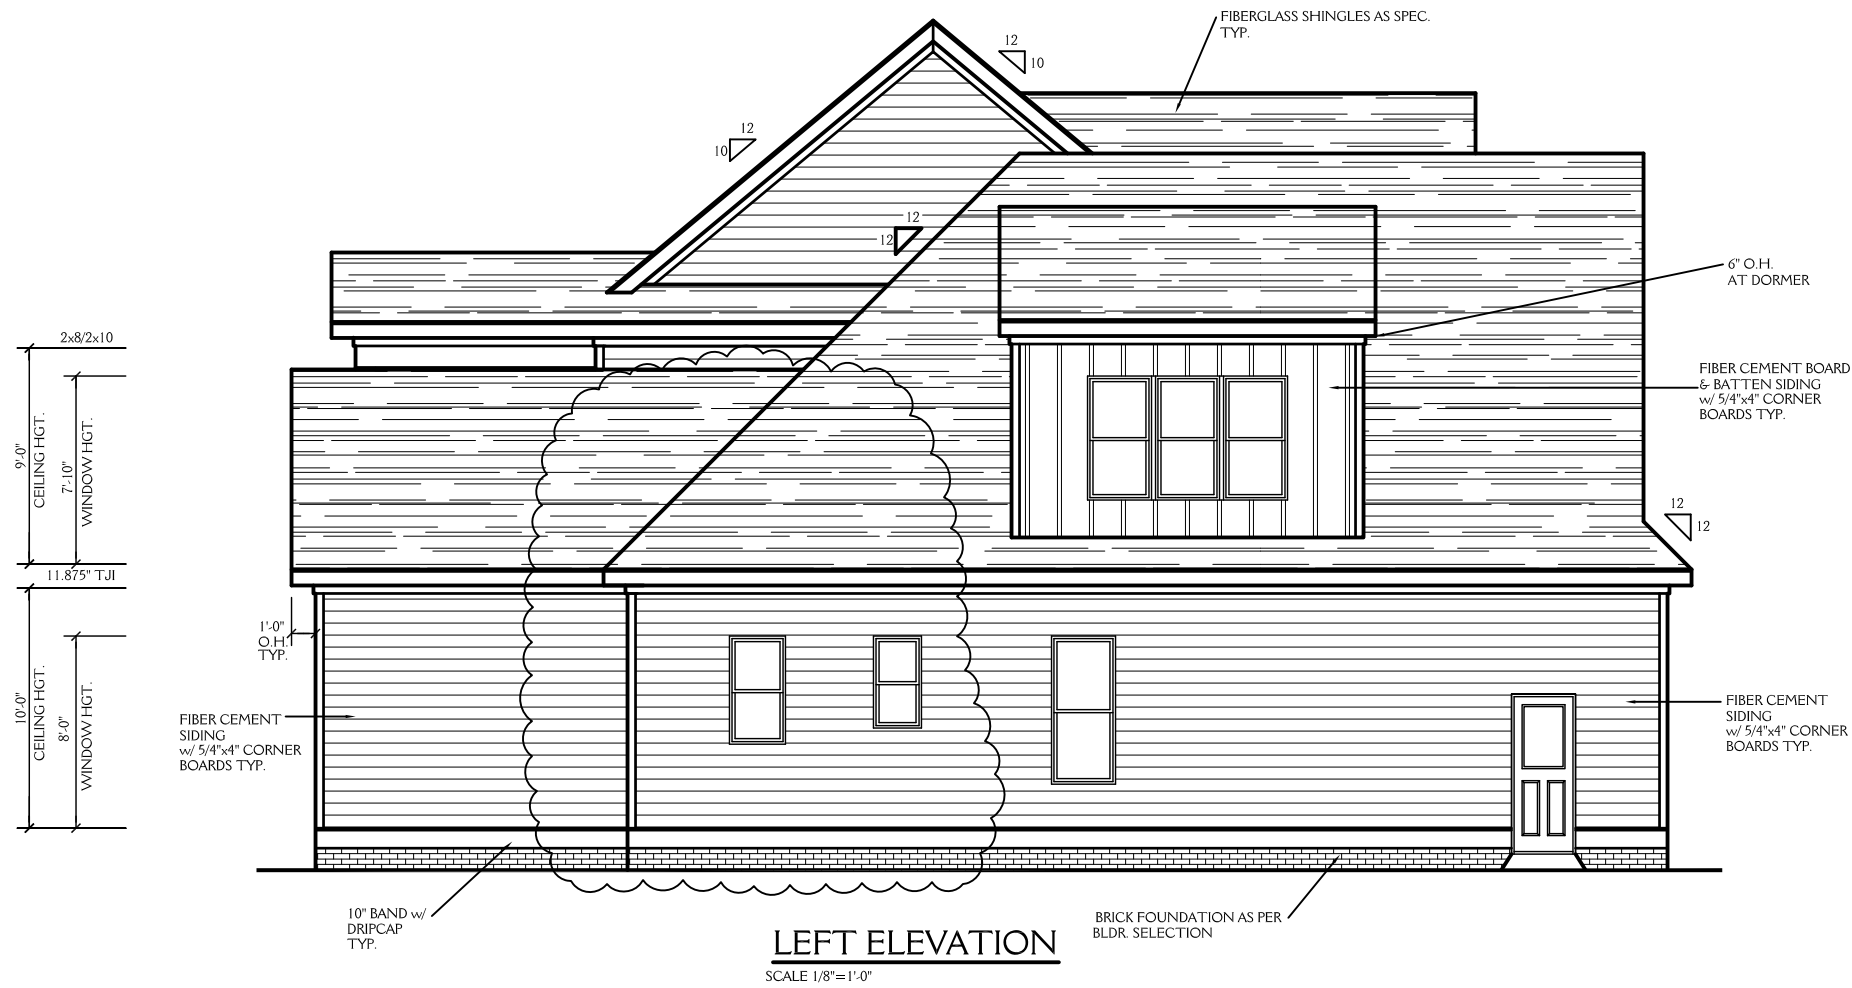 FIBERGLASS SHINGLES AS SPEC.
TYP.
12
10
12
10
12
12
6" O.H.
AT DORMER
2x8/2x10
9'-0"
CEILING HGT.
7'-10"
WINDOW HGT.
FIBER CEMENT BOARD
& BATTEN SIDING
w/ 5/4"x4" CORNER
BOARDS TYP.
12
12
11.875" TJI
1'-0"
O.H.
TYP.
10'-0"
CEILING HGT.
8'-0"
WINDOW HGT.
FIBER CEMENT
SIDING
w/ 5/4"x4" CORNER
BOARDS TYP.
FIBER CEMENT
SIDING
w/ 5/4"x4" CORNER
BOARDS TYP.
10" BAND w/
DRIPCAP
TYP.
BRICK FOUNDATION AS PER
BLDR. SELECTION
LEFT ELEVATION
SCALE 1/8"=1'-0"